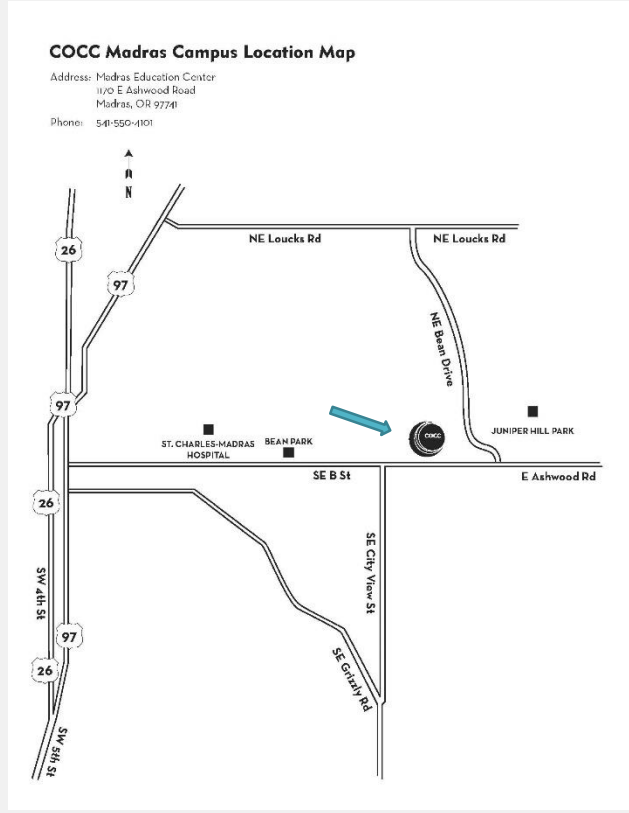 COCC Madras Campus Location Map
Address: Madras Education Center
1170 E Ashwood Road
Madras, OR 97741
Phone: 541-550-4101
N
26
97
NE Loucks Rd
NE Loucks Rd
NE Bean Drive
97
ST. CHARLES-MADRAS
HOSPITAL
BEAN PARK
COCC
JUNIPER HILL PARK
SE B St
E Ashwood Rd
26
SW 4th St
SE City View St
97
26
SE Grizzly Rd
SW 5th St